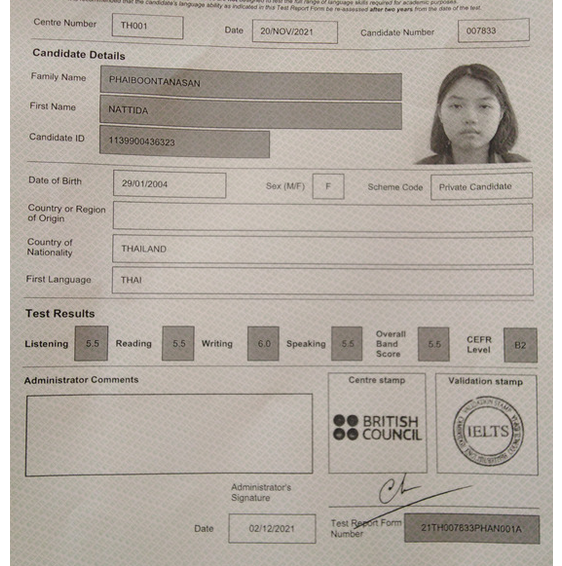 the candidate's language ability as indicated in this Test Report Form be re-assessed after two years from the date of the test.
Centre Number TH001 Date 20/NOV/2021 Candidate Number 007833
Candidate Details
Family Name PHAIBOONTANASAN
First Name NATTIDA
Candidate ID 1139900436323
Date of Birth 29/01/2004 Sex (M/F) F Scheme Code Private Candidate
Country or Region
of Origin
Country of
Nationality THAILAND
First Language THAI
Test Results
Listening 5.5 Reading 5.5 Writing 6.0 Speaking 5.5 Overall Band Score 5.5 CEFR Level B2
Administrator Comments
Centre stamp
Validation stamp
BRITISH
COUNCIL
IELTS
Administrator's
Signature
Date 02/12/2021
Test Report Form
Number 21TH007833PHAN001A